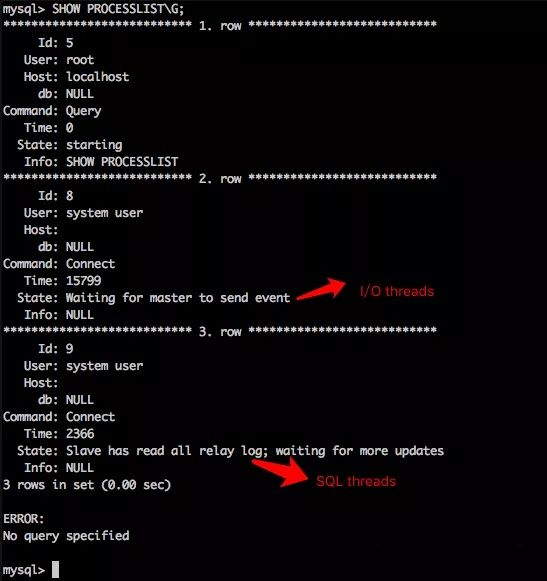 mysql> SHOW PROCESSLIST\G;
*************************** 1. row ***************************
Id: 5
User: root
Host: localhost
db: NULL
Command: Query
Time: 0
State: starting
Info: SHOW PROCESSLIST
*************************** 2. row ***************************
Id: 8
User: system user
Host:
db: NULL
Command: Connect
Time: 15799
State: Waiting for master to send event I/O threads
Info: NULL
*************************** 3. row ***************************
Id: 9
User: system user
Host:
db: NULL
Command: Connect
Time: 2366
State: Slave has read all relay log; waiting for more updates
Info: NULL
SQL threads
3 rows in set (0.00 sec)
ERROR:
No query specified
mysql>